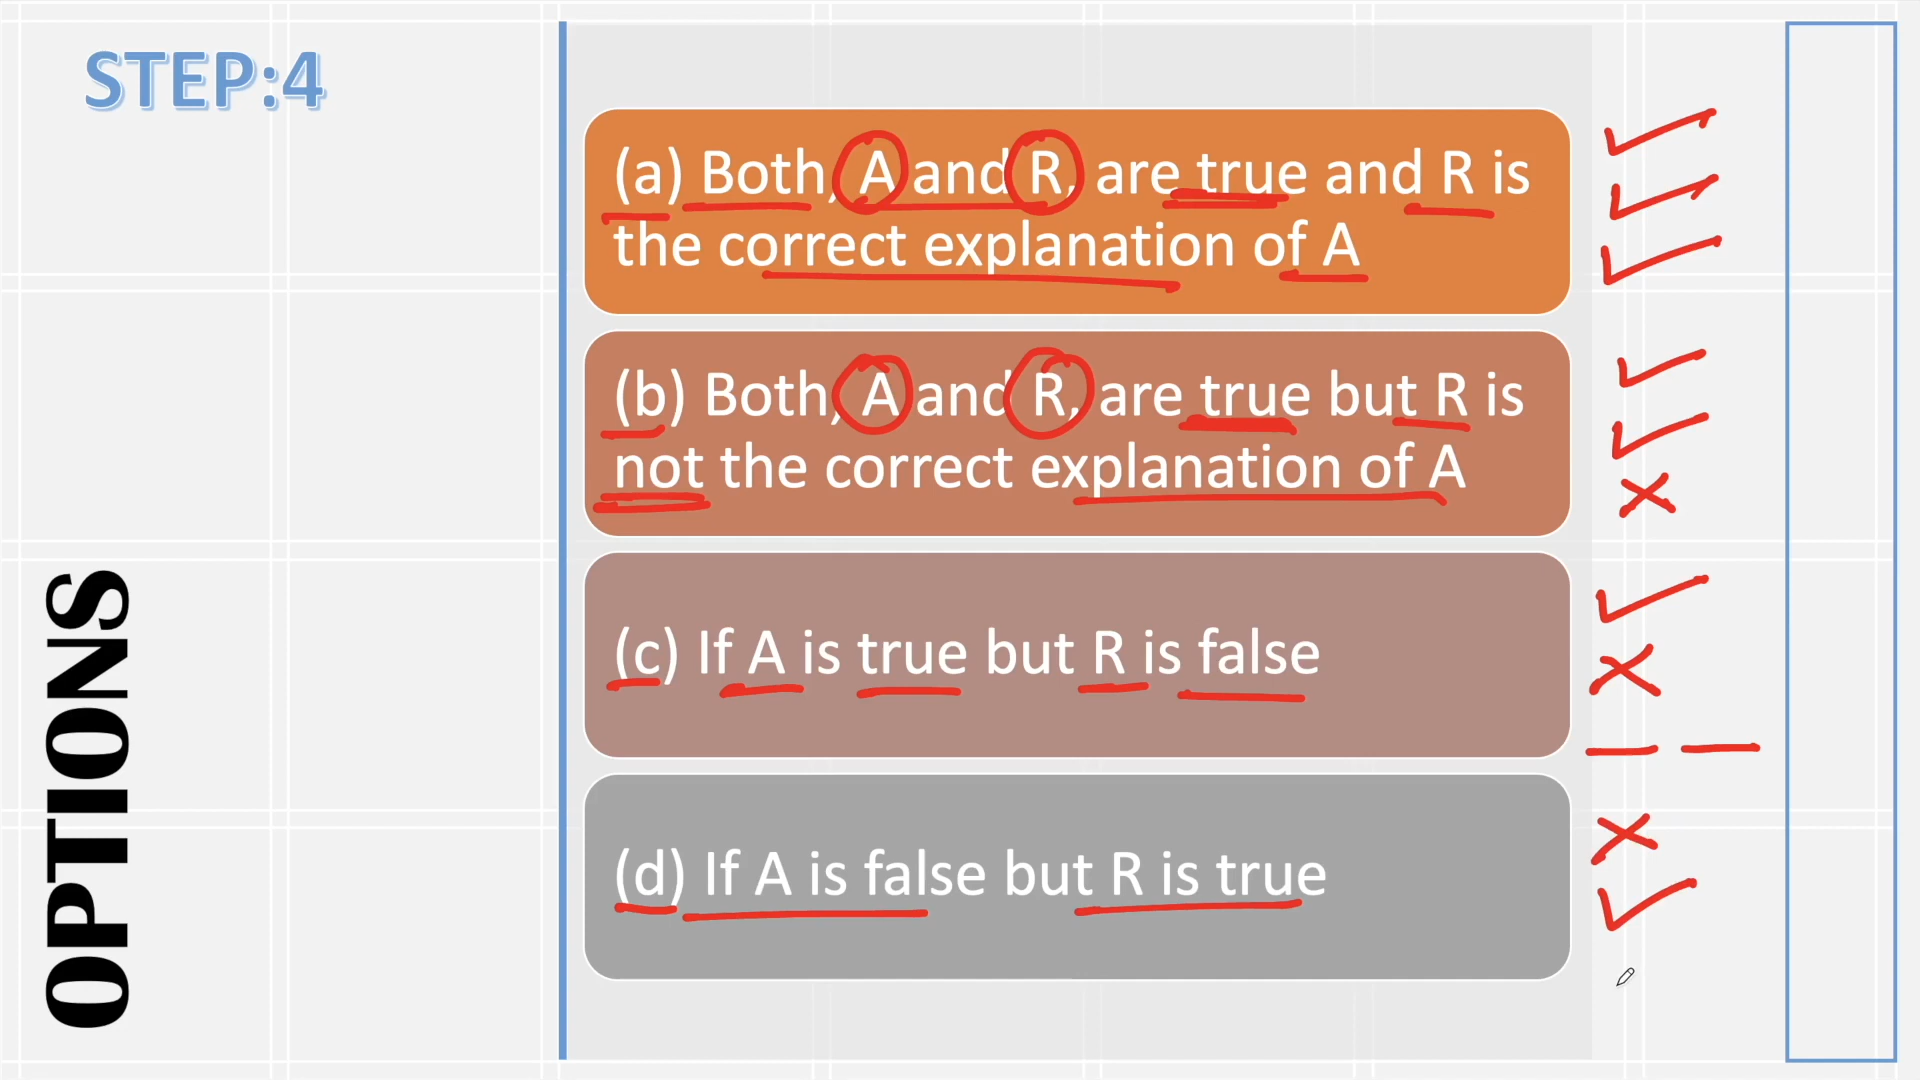 STEP:4
OPTIONS
(a) Both, A and R, are true and R is
the correct explanation of A
(b) Both, A and R, are true but R is
not the correct explanation of A
(c) If A is true but R is false
(d) If A is false but R is true